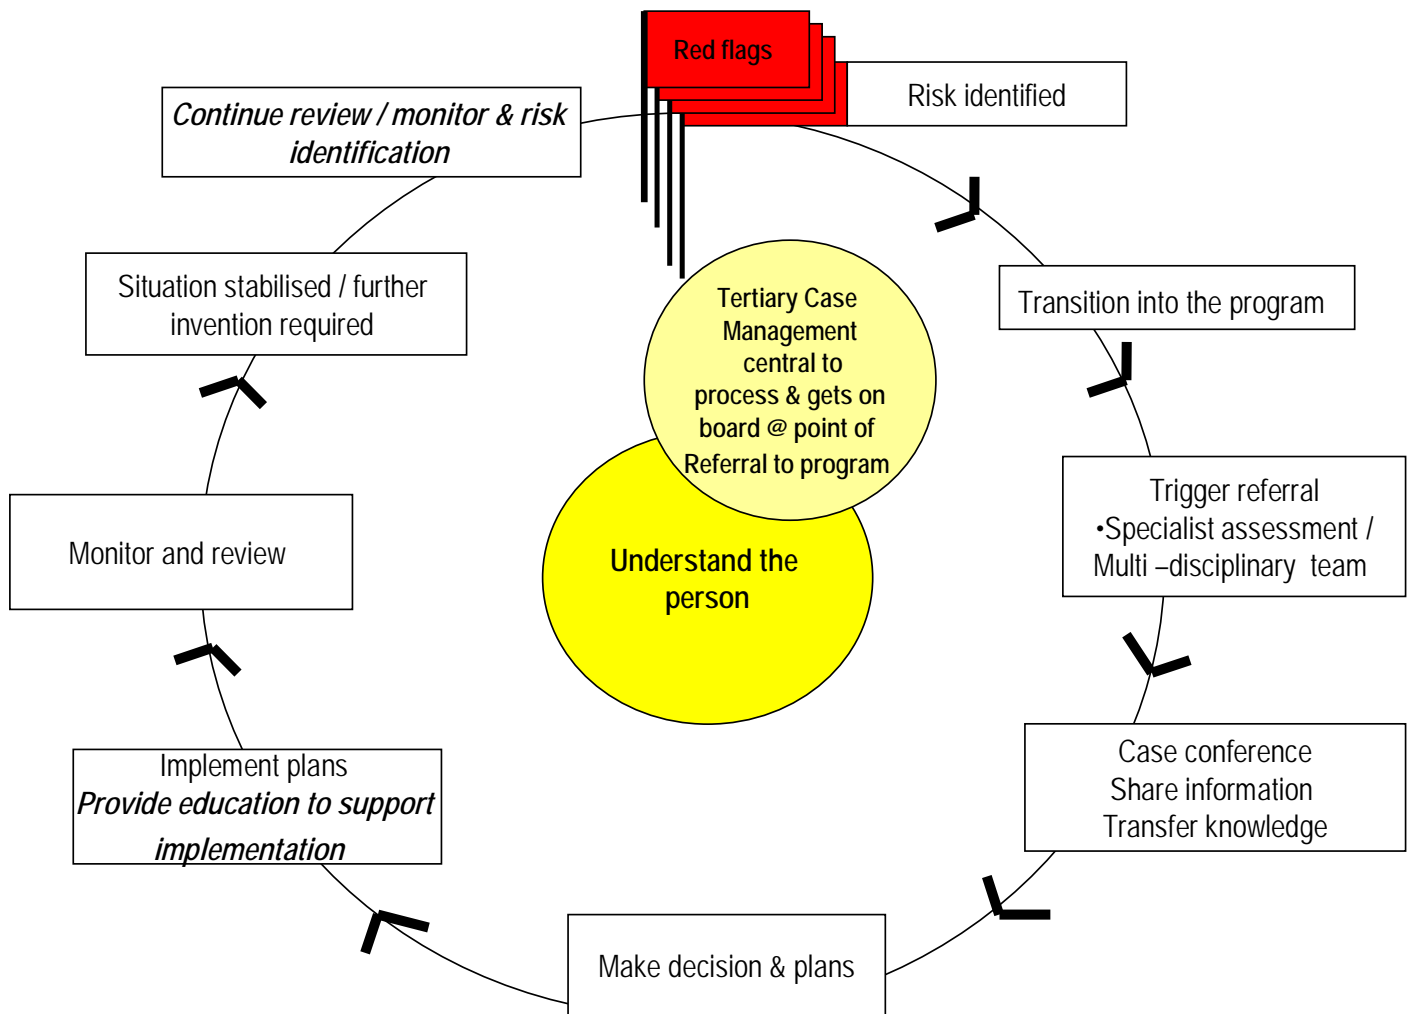 Red flags
Risk identified
Continue review / monitor & risk
identification
Situation stabilised / further
invention required
Tertiary Case
Management
central to
process & gets on
board @ point of
Referral to program
Transition into the program
Trigger referral
•Specialist assessment /
Multi –disciplinary team
Monitor and review
Understand the
person
Case conference
Share information
Transfer knowledge
Implement plans
Provide education to support
implementation
Make decision & plans